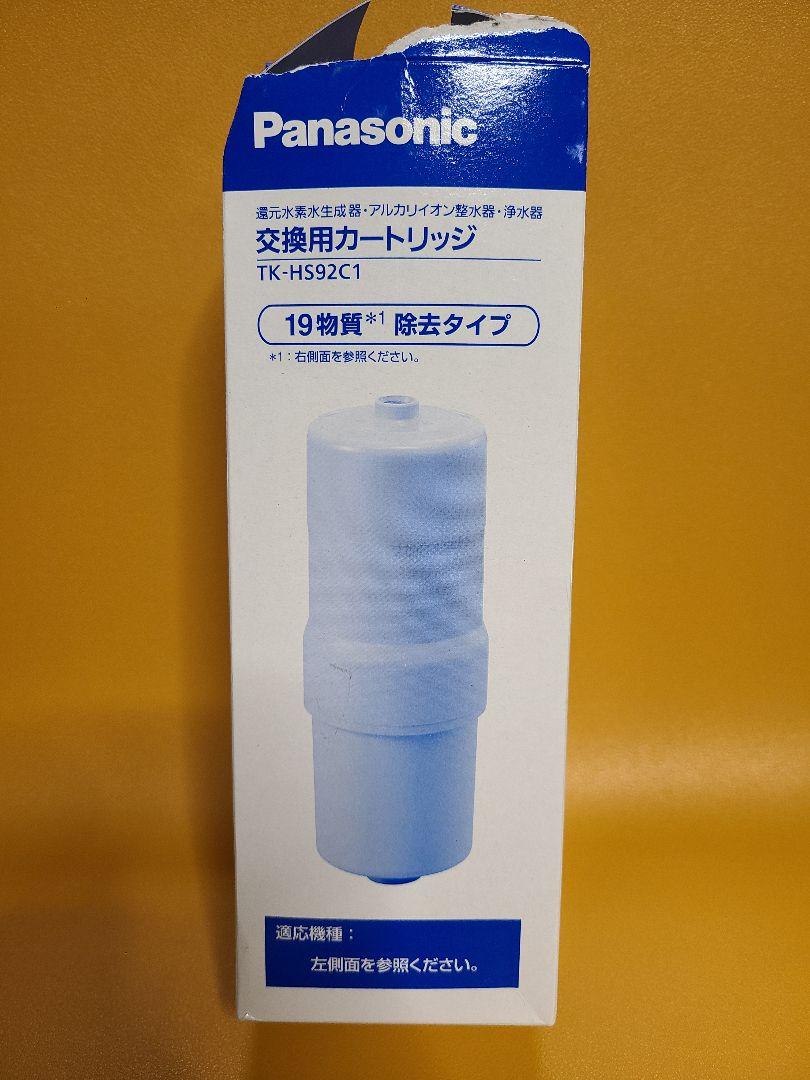 Panasonic
還元水素水生成器・アルカリイオン整水器・浄水器
交換用カートリッジ
TK-HS92C1
19物質*1 除去タイプ
*1：右側面を参照ください。
適応機種：
左側面を参照ください。